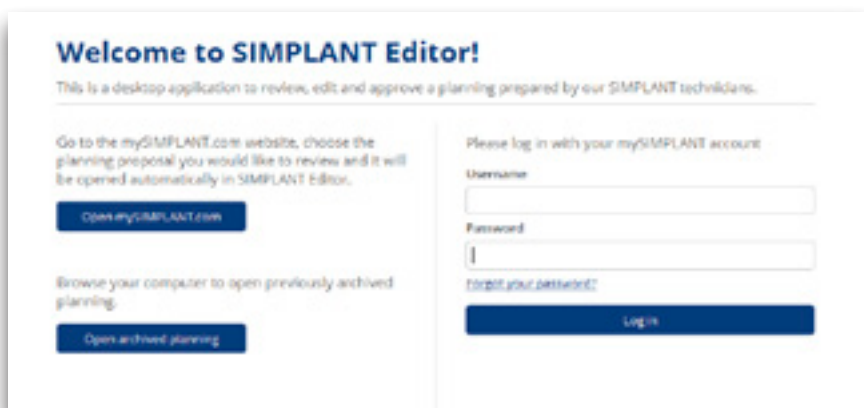 Welcome to SIMPLANT Editor!
This is a desktop application to review, edit and approve a planning prepared by our SIMPLANT technicians.
Go to the mySIMPLANT.com website, choose the
planning proposal you would like to review and it will
be opened automatically in SIMPLANT Editor.
Open mySIMPLANT.com
Browse your computer to open previously archived
planning.
Open archived planning
Please log in with your mySIMPLANT account
Username
Password
Forgot your password?
Log in